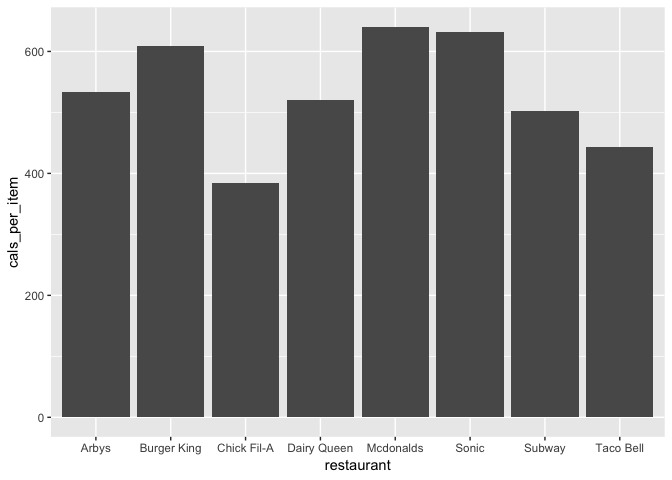 cals_per_item
600
400
200
0
Arbys Burger King Chick Fil-A Dairy Queen Mcdonalds Sonic Subway Taco Bell
restaurant